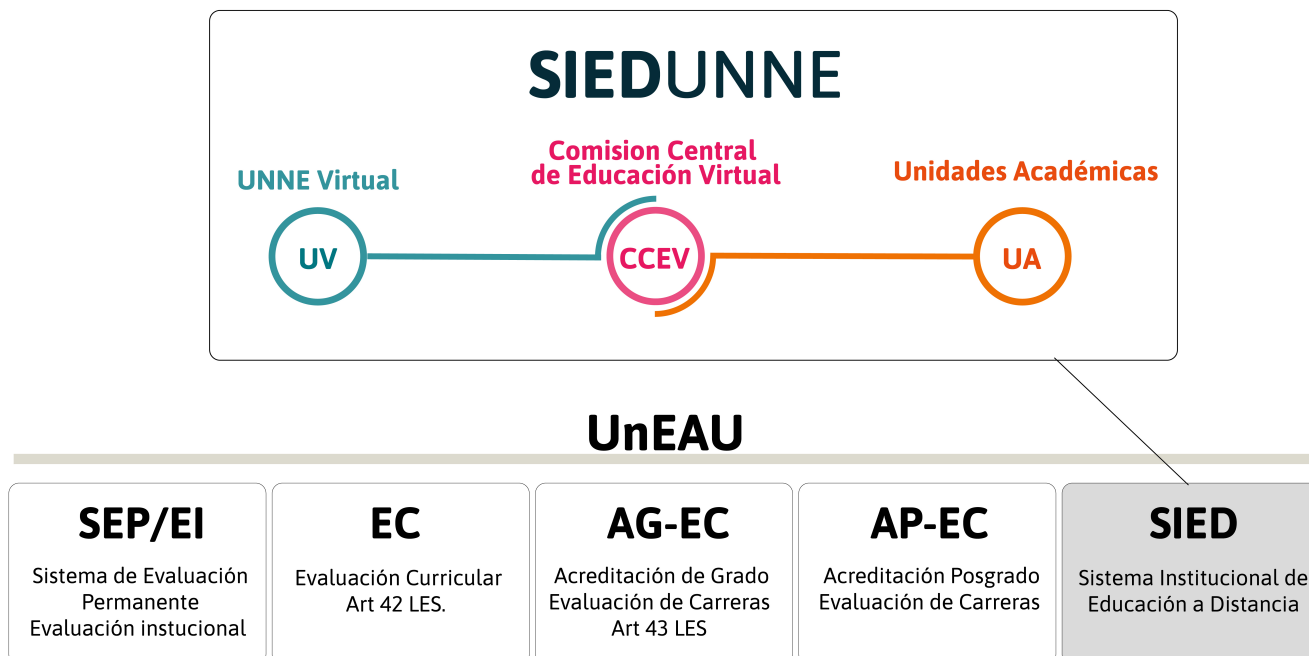 SIEDUNNE
UNNE Virtual
Comision Central
de Educación Virtual
Unidades Académicas
UV
CCEV
UA
UnEAU
SEP/EI
Sistema de Evaluación
Permanente
Evaluación instucional
EC
Evaluación Curricular
Art 42 LES.
AG-EC
Acreditación de Grado
Evaluación de Carreras
Art 43 LES
AP-EC
Acreditación Posgrado
Evaluación de Carreras
SIED
Sistema Institucional de
Educación a Distancia